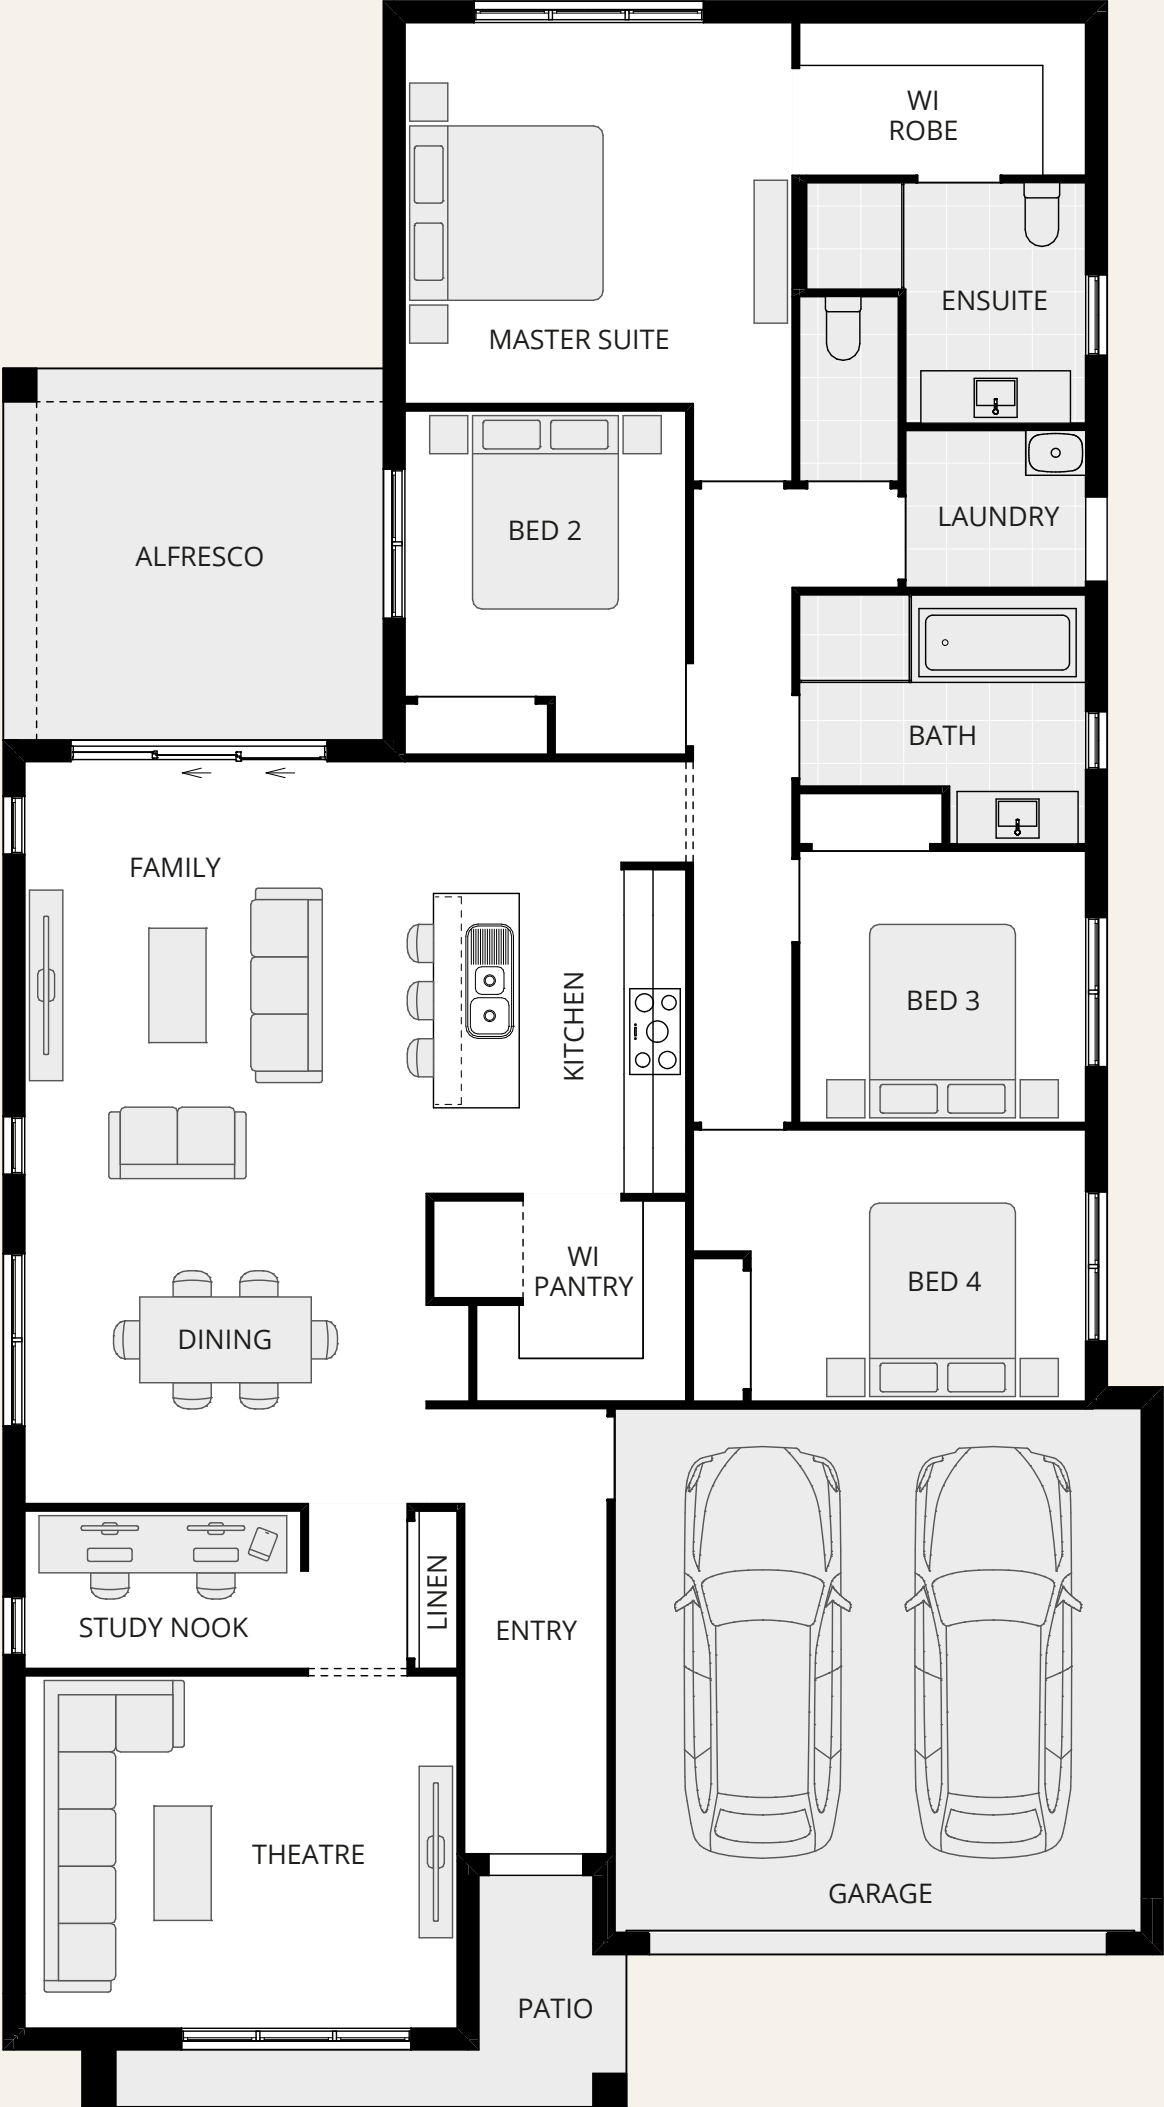 WI
ROBE
ENSUITE
MASTER SUITE
BED 2
LAUNDRY
ALFRESCO
BATH
FAMILY
KITCHEN
BED 3
WI
PANTRY
BED 4
DINING
LINEN
STUDY NOOK
ENTRY
THEATRE
GARAGE
PATIO